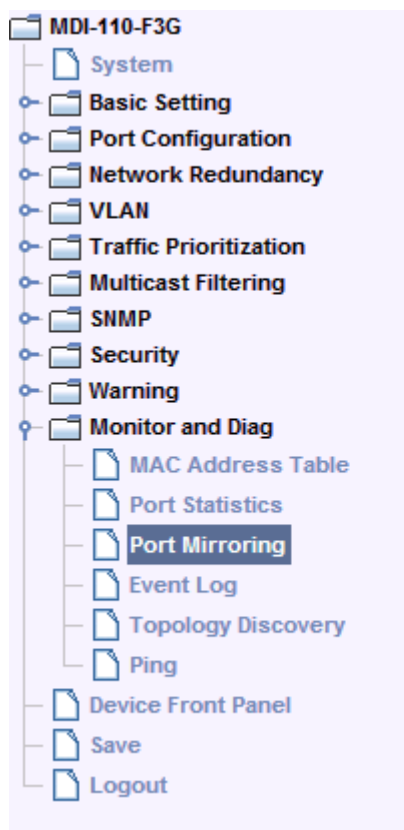 MDI-110-F3G
System
Basic Setting
Port Configuration
Network Redundancy
VLAN
Traffic Prioritization
Multicast Filtering
SNMP
Security
Warning
Monitor and Diag
MAC Address Table
Port Statistics
Port Mirroring
Event Log
Topology Discovery
Ping
Device Front Panel
Save
Logout